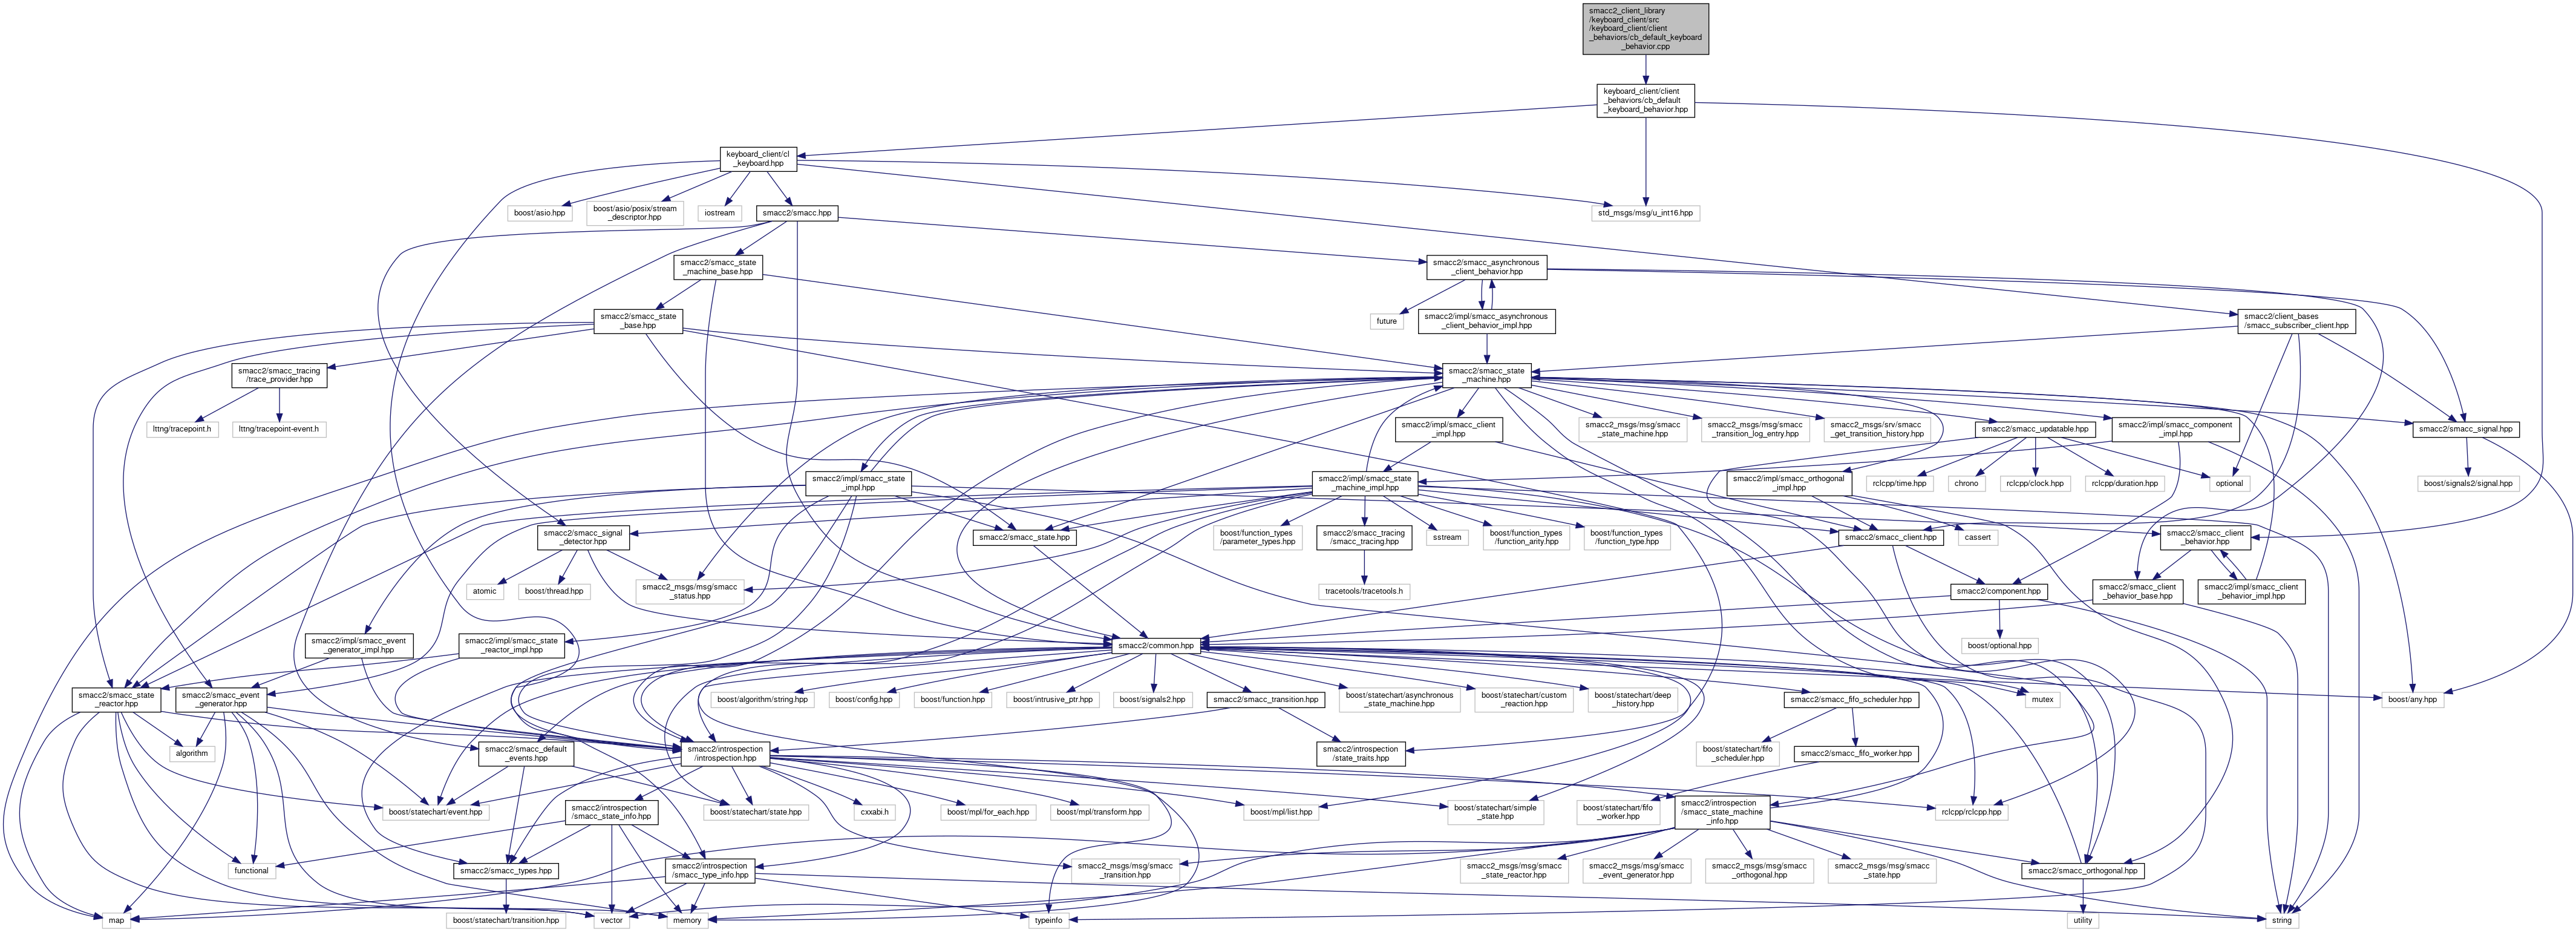 smacc2_client_library
/keyboard_client/src
/keyboard_client/client
_behaviors/cb_default_keyboard
_behavior.cpp
keyboard_client/client
_behaviors/cb_default
_keyboard_behavior.hpp
keyboard_client/cl
_keyboard.hpp
boost/asio.hpp
boost/asio/posix/stream
_descriptor.hpp
iostream
smacc2/smacc.hpp
std_msgs/msg/u_int16.hpp
smacc2/smacc_state
_machine_base.hpp
smacc2/smacc_asynchronous
_client_behavior.hpp
smacc2/smacc_state
_base.hpp
future
smacc2/impl/smacc_asynchronous
_client_behavior_impl.hpp
smacc2/client_bases
/smacc_subscriber_client.hpp
smacc2/smacc_tracing
/trace_provider.hpp
smacc2/smacc_state
_machine.hpp
lttng/tracepoint.h
lttng/tracepoint-event.h
smacc2/impl/smacc_client
_impl.hpp
smacc2_msgs/msg/smacc
_state_machine.hpp
smacc2_msgs/msg/smacc
_transition_log_entry.hpp
smacc2_msgs/srv/smacc
_get_transition_history.hpp
smacc2/smacc_updatable.hpp
smacc2/impl/smacc_component
_impl.hpp
smacc2/smacc_signal.hpp
smacc2/impl/smacc_state
_impl.hpp
smacc2/impl/smacc_state
_machine_impl.hpp
smacc2/impl/smacc_orthogonal
_impl.hpp
rclcpp/time.hpp
chrono
rclcpp/clock.hpp
rclcpp/duration.hpp
optional
boost/signals2/signal.hpp
smacc2/smacc_signal
_detector.hpp
smacc2/smacc_state.hpp
boost/function_types
/parameter_types.hpp
smacc2/smacc_tracing
/smacc_tracing.hpp
sstream
boost/function_types
/function_arity.hpp
boost/function_types
/function_type.hpp
smacc2/smacc_client.hpp
cassert
smacc2/smacc_client
_behavior.hpp
atomic
boost/thread.hpp
smacc2_msgs/msg/smacc
_status.hpp
tracetools/tracetools.h
smacc2/component.hpp
smacc2/smacc_client
_behavior_base.hpp
smacc2/impl/smacc_client
_behavior_impl.hpp
smacc2/impl/smacc_event
_generator_impl.hpp
smacc2/impl/smacc_state
_reactor_impl.hpp
smacc2/common.hpp
boost/optional.hpp
smacc2/smacc_state
_reactor.hpp
smacc2/smacc_event
_generator.hpp
boost/algorithm/string.hpp
boost/config.hpp
boost/function.hpp
boost/intrusive_ptr.hpp
boost/signals2.hpp
smacc2/smacc_transition.hpp
boost/statechart/asynchronous
_state_machine.hpp
boost/statechart/custom
_reaction.hpp
boost/statechart/deep
_history.hpp
smacc2/smacc_fifo_scheduler.hpp
mutex
boost/any.hpp
algorithm
smacc2/smacc_default
_events.hpp
smacc2/introspection
/introspection.hpp
smacc2/introspection
/state_traits.hpp
boost/statechart/fifo
_scheduler.hpp
smacc2/smacc_fifo_worker.hpp
boost/statechart/event.hpp
smacc2/introspection
/smacc_state_info.hpp
boost/statechart/state.hpp
cxxabi.h
boost/mpl/for_each.hpp
boost/mpl/transform.hpp
boost/mpl/list.hpp
boost/statechart/simple
_state.hpp
boost/statechart/fifo
_worker.hpp
smacc2/introspection
/smacc_state_machine
_info.hpp
rclcpp/rclcpp.hpp
functional
smacc2/smacc_types.hpp
smacc2/introspection
/smacc_type_info.hpp
smacc2_msgs/msg/smacc
_transition.hpp
smacc2_msgs/msg/smacc
_state_reactor.hpp
smacc2_msgs/msg/smacc
_event_generator.hpp
smacc2_msgs/msg/smacc
_orthogonal.hpp
smacc2_msgs/msg/smacc
_state.hpp
smacc2/smacc_orthogonal.hpp
map
boost/statechart/transition.hpp
vector
memory
typeinfo
utility
string